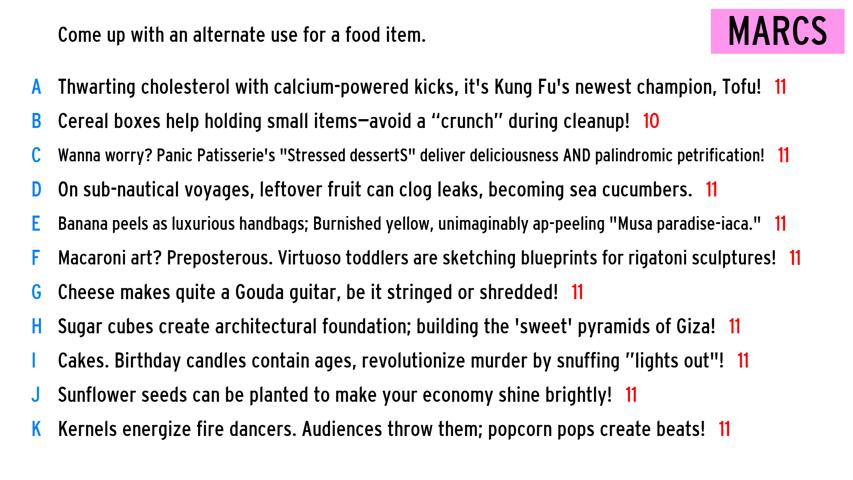 Come up with an alternate use for a food item.
MARCS
A Thwarting cholesterol with calcium-powered kicks, it's Kung Fu's newest champion, Tofu! 11
B Cereal boxes help holding small items—avoid a “crunch” during cleanup! 10
C Wanna worry? Panic Patisserie's "Stressed dessertS" deliver deliciousness AND palindromic petrification! 11
D On sub-nautical voyages, leftover fruit can clog leaks, becoming sea cucumbers. 11
E Banana peels as luxurious handbags; Burnished yellow, unimaginably ap-peeling "Musa paradise-iaca." 11
F Macaroni art? Preposterous. Virtuoso toddlers are sketching blueprints for rigatoni sculptures! 11
G Cheese makes quite a Gouda guitar, be it stringed or shredded! 11
H Sugar cubes create architectural foundation; building the 'sweet' pyramids of Giza! 11
I Cakes. Birthday candles contain ages, revolutionize murder by snuffing "lights out"! 11
J Sunflower seeds can be planted to make your economy shine brightly! 11
K Kernels energize fire dancers. Audiences throw them; popcorn pops create beats! 11